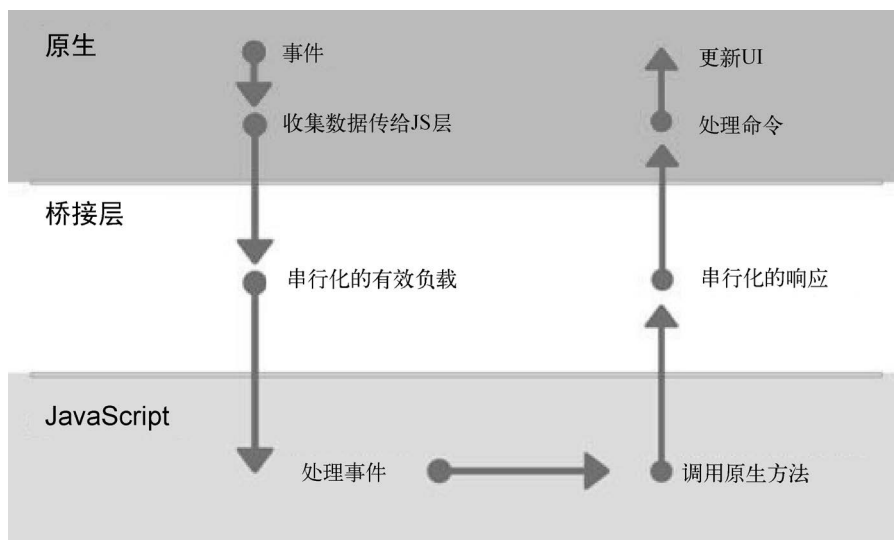 原生
事件
更新UI
收集数据传给JS层
处理命令
桥接层
串行化的有效负载
串行化的响应
JavaScript
处理事件
调用原生方法